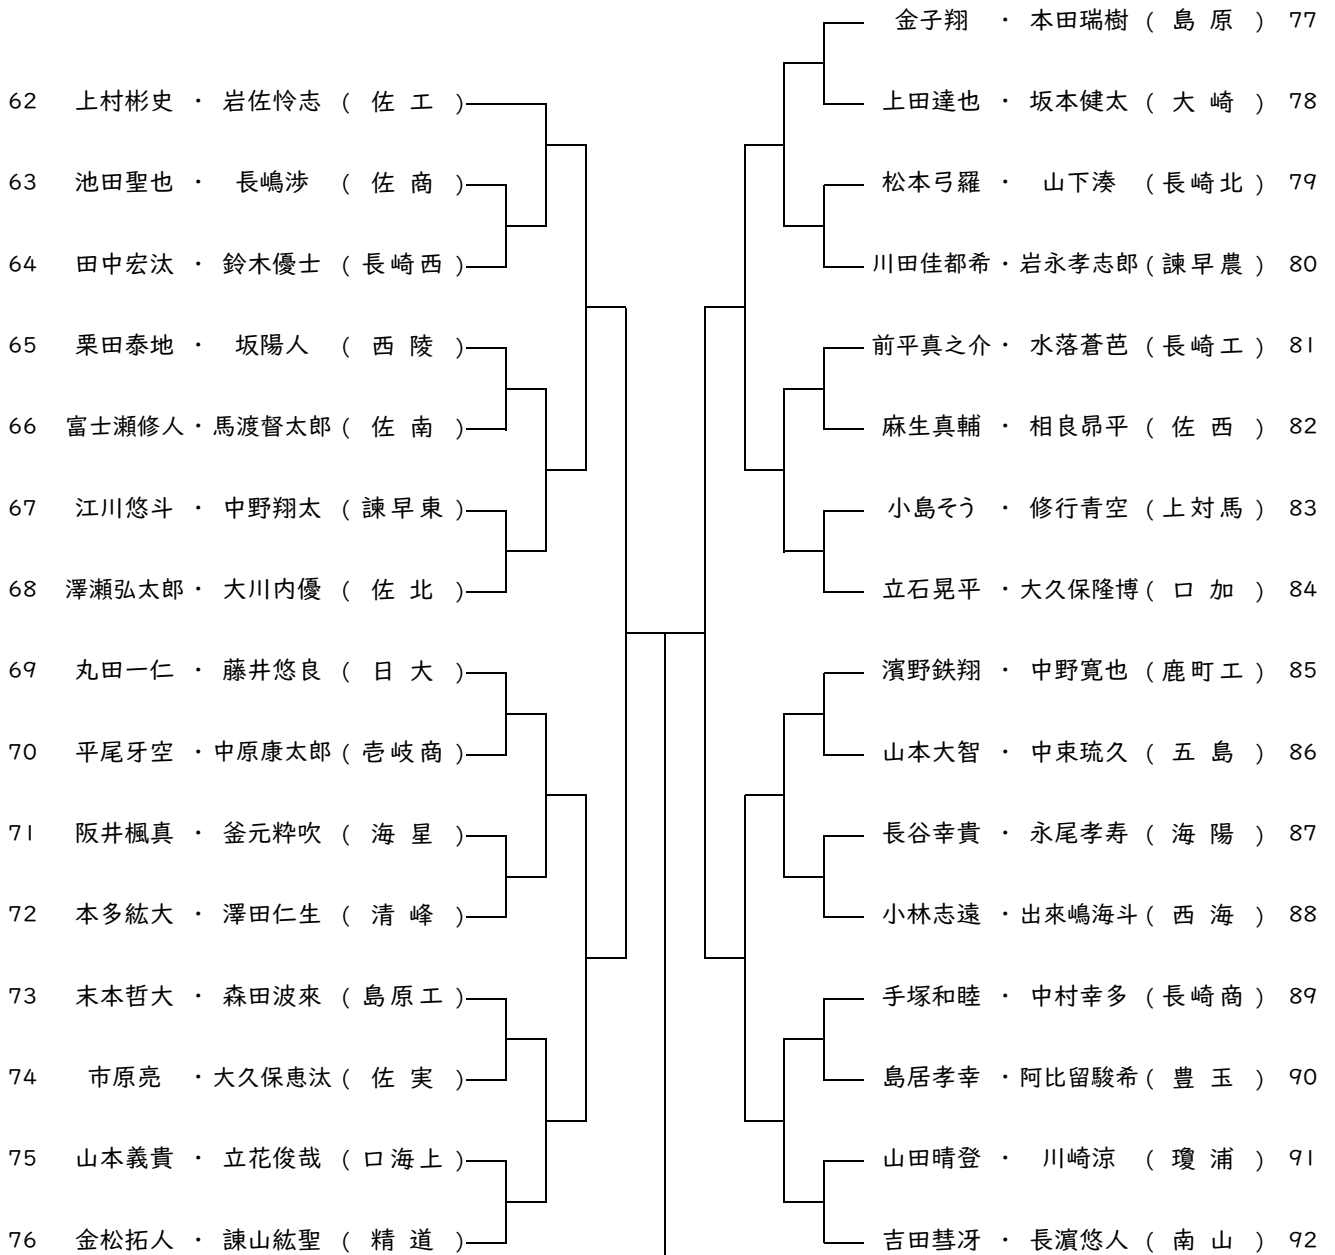 62 上村彬史 ・ 岩佐怜志 ( 佐 工 )
63 池田聖也 ・ 長嶋渉 ( 佐 商 )
64 田中宏汰 ・ 鈴木優士 ( 長崎西 )
65 栗田泰地 ・ 坂陽人 ( 西 陵 )
66 富士瀬修人・馬渡督太郎 ( 佐 南 )
67 江川悠斗 ・ 中野翔太 ( 諫早東 )
68 澤瀬弘太郎・ 大川内優 ( 佐 北 )
69 丸田一仁 ・ 藤井悠良 ( 日 大 )
70 平尾牙空 ・中原康太郎 ( 壱岐商 )
71 阪井楓真 ・ 釜元粋吹 ( 海 星 )
72 本多紘大 ・ 澤田仁生 ( 清 峰 )
73 末本哲大 ・ 森田波來 ( 島原工 )
74 市原亮 ・大久保恵汰 ( 佐 実 )
75 山本義貴 ・ 立花俊哉 ( 口海上 )
76 金松拓人 ・ 諌山紘聖 ( 精 道 )
金子翔 ・ 本田瑞樹 ( 島 原 ) 77
上田達也 ・ 坂本健太 ( 大 崎 ) 78
松本弓羅 ・ 山下湊 ( 長崎北 ) 79
川田佳都希・岩永孝志郎 ( 諫早農 ) 80
前平真之介・ 水落蒼芭 ( 長崎工 ) 81
麻生真輔 ・ 相良昴平 ( 佐 西 ) 82
小島そう ・ 修行青空 ( 上対馬 ) 83
立石晃平 ・大久保隆博 ( 口 加 ) 84
濱野鉄翔 ・ 中野寛也 ( 鹿町工 ) 85
山本大智 ・ 中束琉久 ( 五 島 ) 86
長谷幸貴 ・ 永尾孝寿 ( 海 陽 ) 87
小林志遠 ・出来嶋海斗 ( 西 海 ) 88
手塚和睦 ・ 中村幸多 ( 長崎商 ) 89
島居孝幸 ・阿比留駿希 ( 豊 玉 ) 90
山田晴登 ・ 川崎涼 ( 瓊 浦 ) 91
吉田彗冴 ・ 長濵悠人 ( 南 山 ) 92